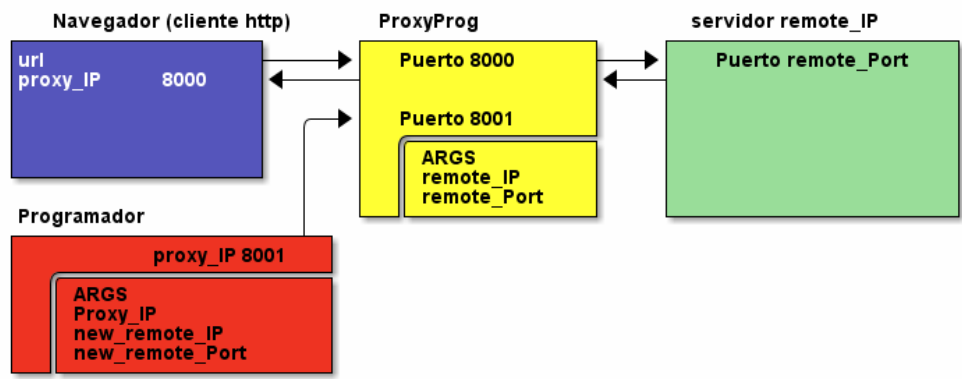 Navegador (cliente http)
url
proxy_IP 8000
ProxyProg
Puerto 8000
Puerto 8001
ARGS
remote_IP
remote_Port
servidor remote_IP
Puerto remote_Port
Programador
proxy_IP 8001
ARGS
Proxy_IP
new_remote_IP
new_remote_Port